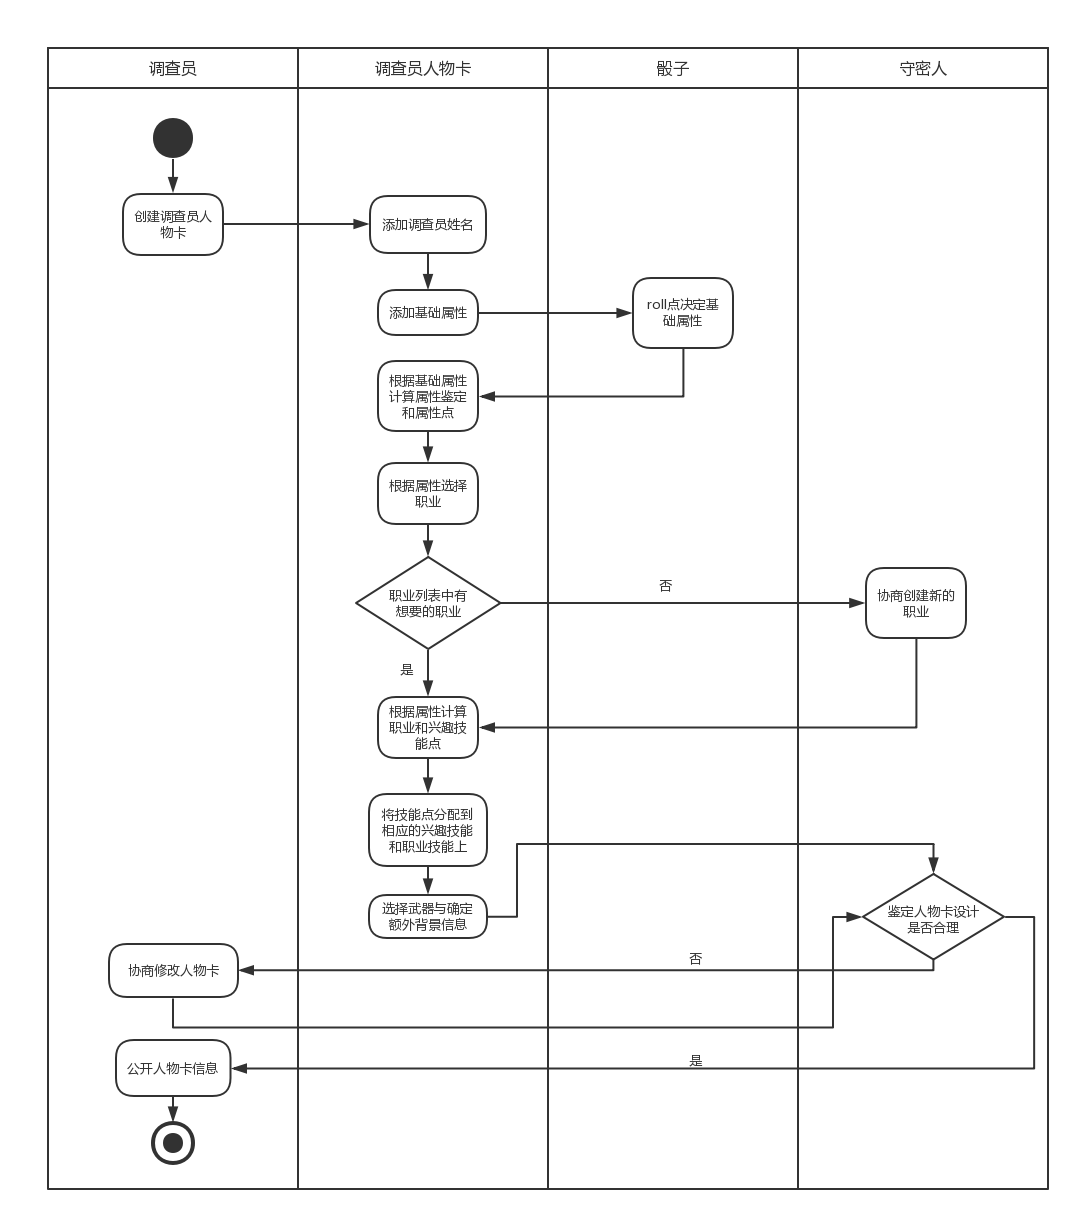 调查员
调查员人物卡
骰子
守密人
创建调查员人
物卡
添加调查员姓名
添加基础属性
roll点决定基
础属性
根据基础属性
计算属性鉴定
和属性点
根据属性选择
职业
职业列表中有
想要的职业
否
协商创建新的
职业
是
根据属性计算
职业和兴趣技
能点
将技能点分配到
相应的兴趣技能
和职业技能上
选择武器与确定
额外背景信息
鉴定人物卡设计
是否合理
否
协商修改人物卡
是
公开人物卡信息